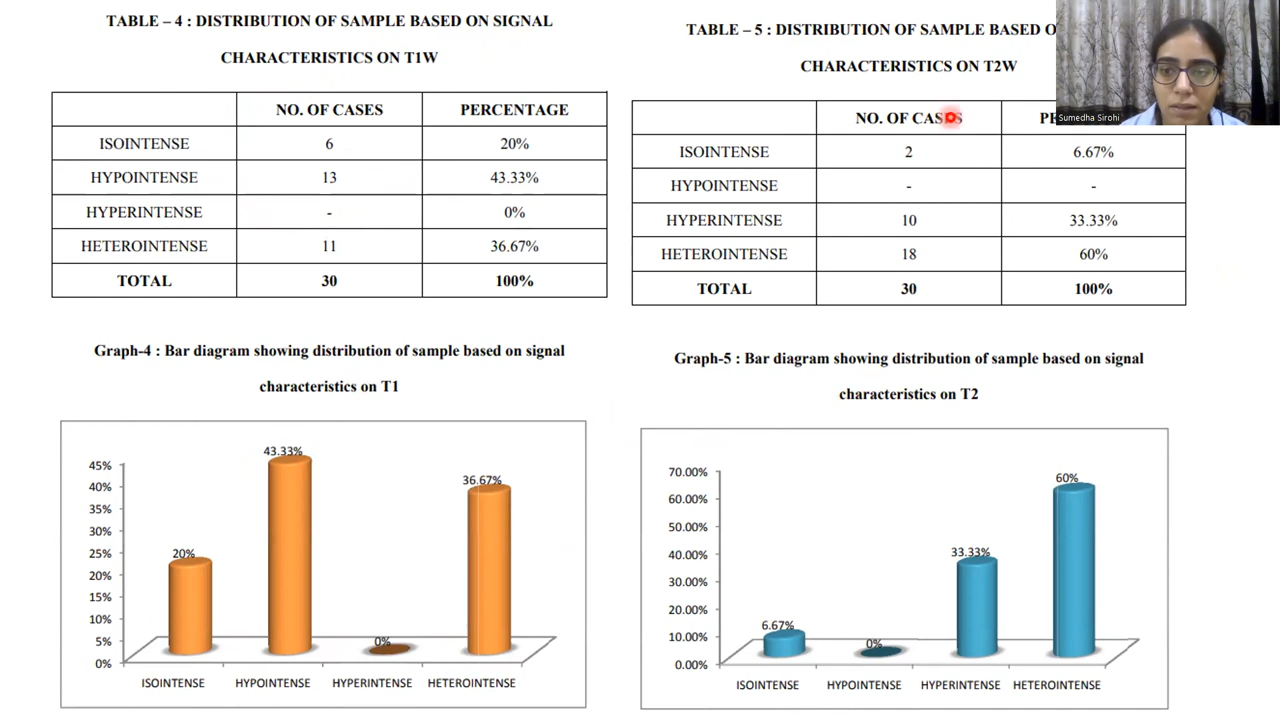 TABLE – 4 : DISTRIBUTION OF SAMPLE BASED ON SIGNAL
CHARACTERISTICS ON T1W
NO. OF CASES PERCENTAGE
ISOINTENSE 6 20%
HYPOINTENSE 13 43.33%
HYPERINTENSE - 0%
HETEROINTENSE 11 36.67%
TOTAL 30 100%
Graph-4 : Bar diagram showing distribution of sample based on signal
characteristics on T1
45%
40%
35%
30%
25%
20%
15%
10%
5%
0%
20%
43.33%
0%
36.67%
ISOINTENSE HYPOINTENSE HYPERINTENSE HETEROINTENSE
TABLE – 5 : DISTRIBUTION OF SAMPLE BASED
CHARACTERISTICS ON T2W
NO. OF CASES
ISOINTENSE 2 6.67%
HYPOINTENSE - -
HYPERINTENSE 10 33.33%
HETEROINTENSE 18 60%
TOTAL 30 100%
Graph-5 : Bar diagram showing distribution of sample based on signal
characteristics on T2
70.00%
60.00%
50.00%
40.00%
30.00%
20.00%
10.00%
0.00%
6.67%
0%
33.33%
60%
ISOINTENSE HYPOINTENSE HYPERINTENSE HETEROINTENSE
Sumedha Sirohi